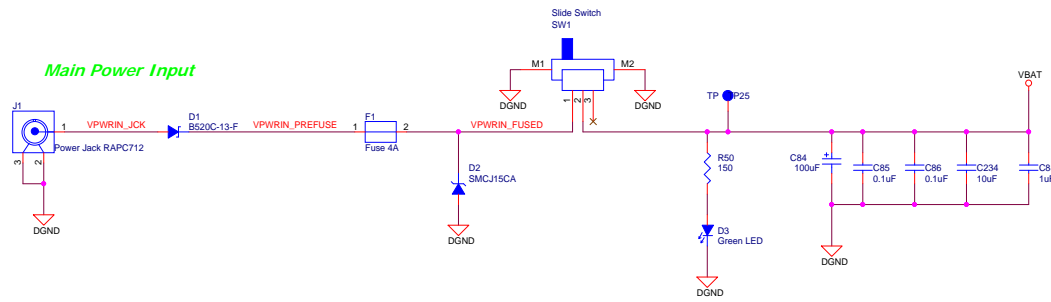 Slide Switch
SW1
Main Power Input
M1
M2
VBAT
J1
DGND
DGND
1
2
3
TP
P25
D1
B520C-13-F
F1
1
VPWRIN_JCK
VPWRIN_PREFUSE
1
2
VPWRIN_FUSED
Fuse 4A
Power Jack RAPC712
3
2
R50
150
C84
100uF
C85
0.1uF
C86
0.1uF
C234
10uF
C8
1uF
D2
SMCJ15CA
DGND
DGND
D3
Green LED
DGND
DGND